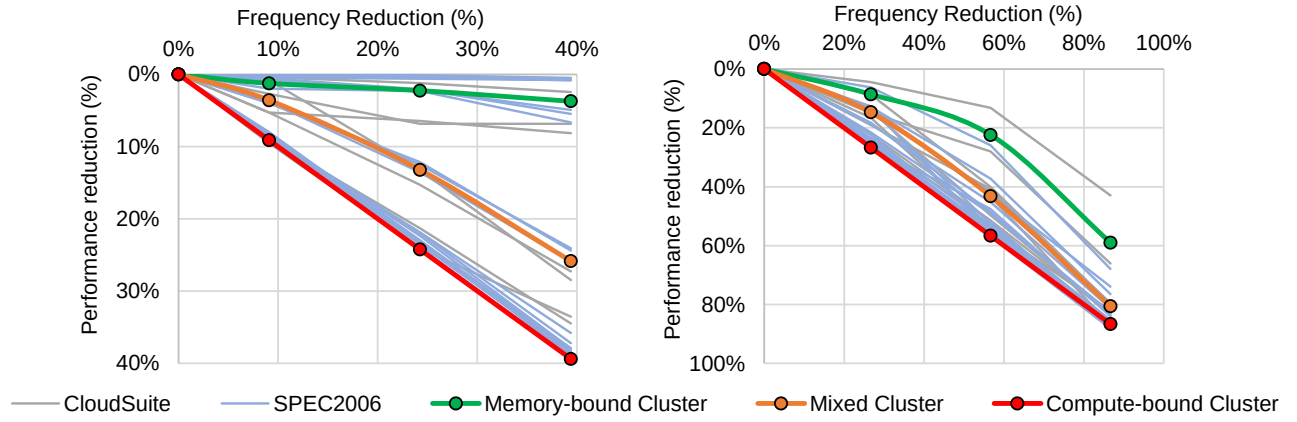 Frequency Reduction (%)
0% 10% 20% 30% 40%
Performance reduction (%)
0%
10%
20%
30%
40%
Frequency Reduction (%)
0% 20% 40% 60% 80% 100%
Performance reduction (%)
0%
20%
40%
60%
80%
100%
CloudSuite SPEC2006 Memory-bound Cluster Mixed Cluster Compute-bound Cluster